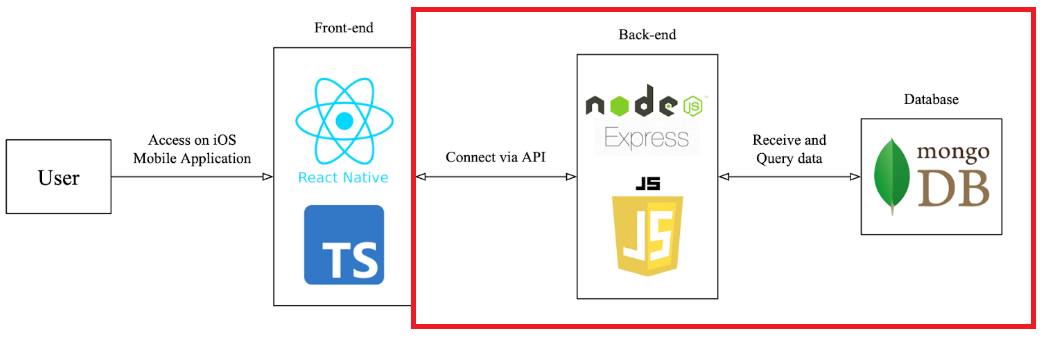 Front-end
Back-end
Database
User
Access on iOS
Mobile Application
React Native
TS
Connect via API
node
JS
Express
JS
JS
Receive and
Query data
mongo
DB